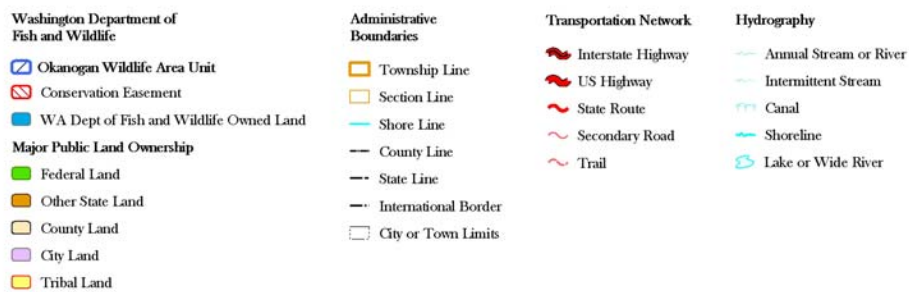 Washington Department of
Fish and Wildlife
Okanogan Wildlife Area Unit
Conservation Easement
WA Dept of Fish and Wildlife Owned Land
Major Public Land Ownership
Federal Land
Other State Land
County Land
City Land
Tribal Land
Administrative
Boundaries
Township Line
Section Line
Shore Line
County Line
State Line
International Border
City or Town Limits
Transportation Network
Interstate Highway
US Highway
State Route
Secondary Road
Trail
Hydrography
Annual Stream or River
Intermittent Stream
Canal
Shoreline
Lake or Wide River